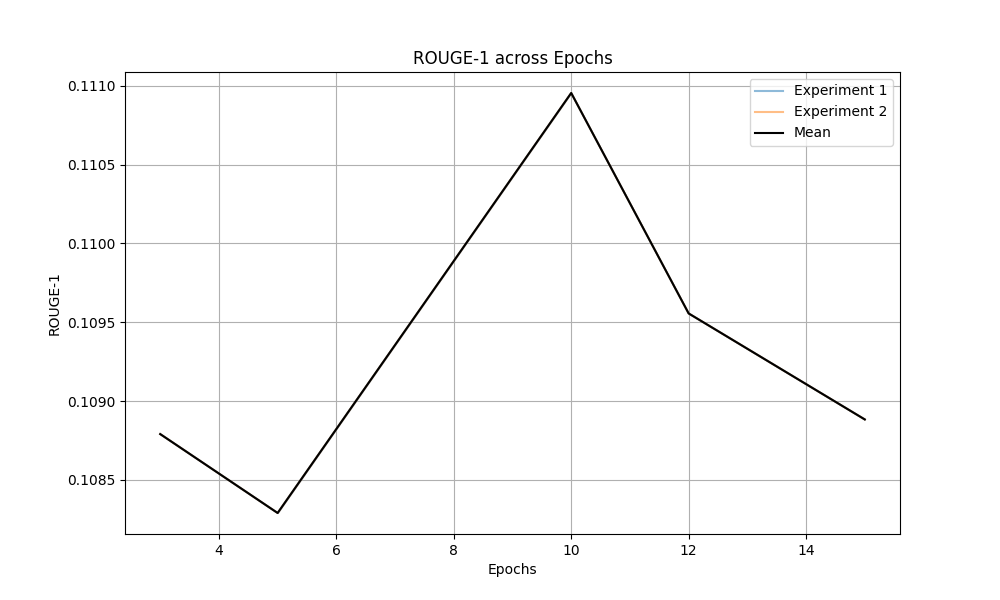 ROUGE-1 across Epochs
Experiment 1
Experiment 2
Mean
ROUGE-1
0.1110
0.1105
0.1100
0.1095
0.1090
0.1085
4 6 8 10 12 14
Epochs